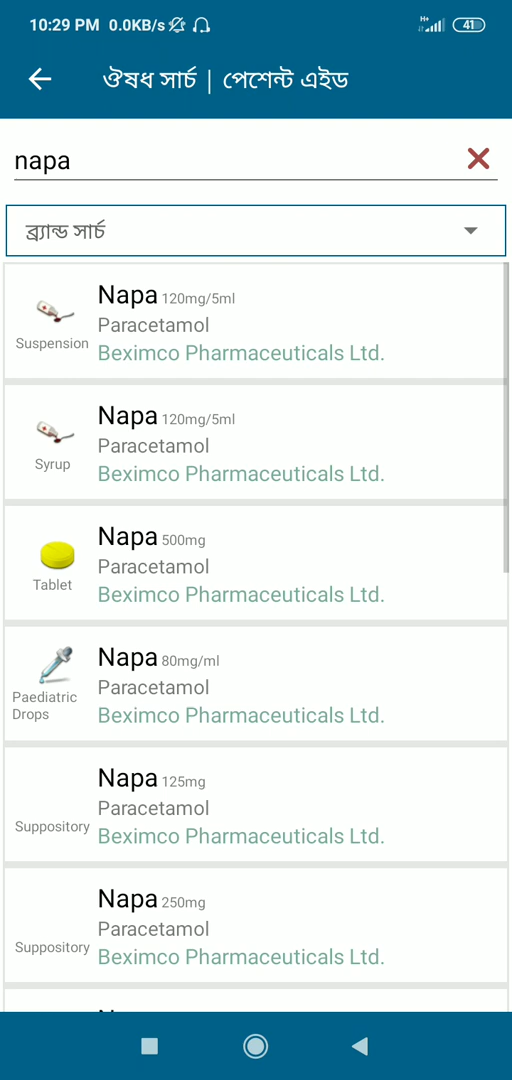 10:29 PM 0.0KB/s H+ 41
ঔষধ সার্চ | পেশেন্ট এইড
napa
ব্র্যান্ড সার্চ
Napa 120mg/5ml
Paracetamol
Suspension
Beximco Pharmaceuticals Ltd.
Napa 120mg/5ml
Paracetamol
Syrup
Beximco Pharmaceuticals Ltd.
Napa 500mg
Paracetamol
Tablet
Beximco Pharmaceuticals Ltd.
Napa 80mg/ml
Paracetamol
Paediatric
Drops
Beximco Pharmaceuticals Ltd.
Napa 125mg
Paracetamol
Suppository
Beximco Pharmaceuticals Ltd.
Napa 250mg
Paracetamol
Suppository
Beximco Pharmaceuticals Ltd.